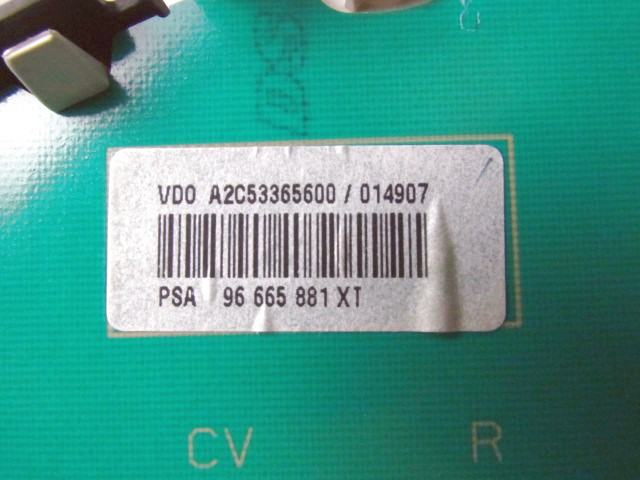 VDO A2C53365600 / 014907
PSA 96 665 881 XT
CV R